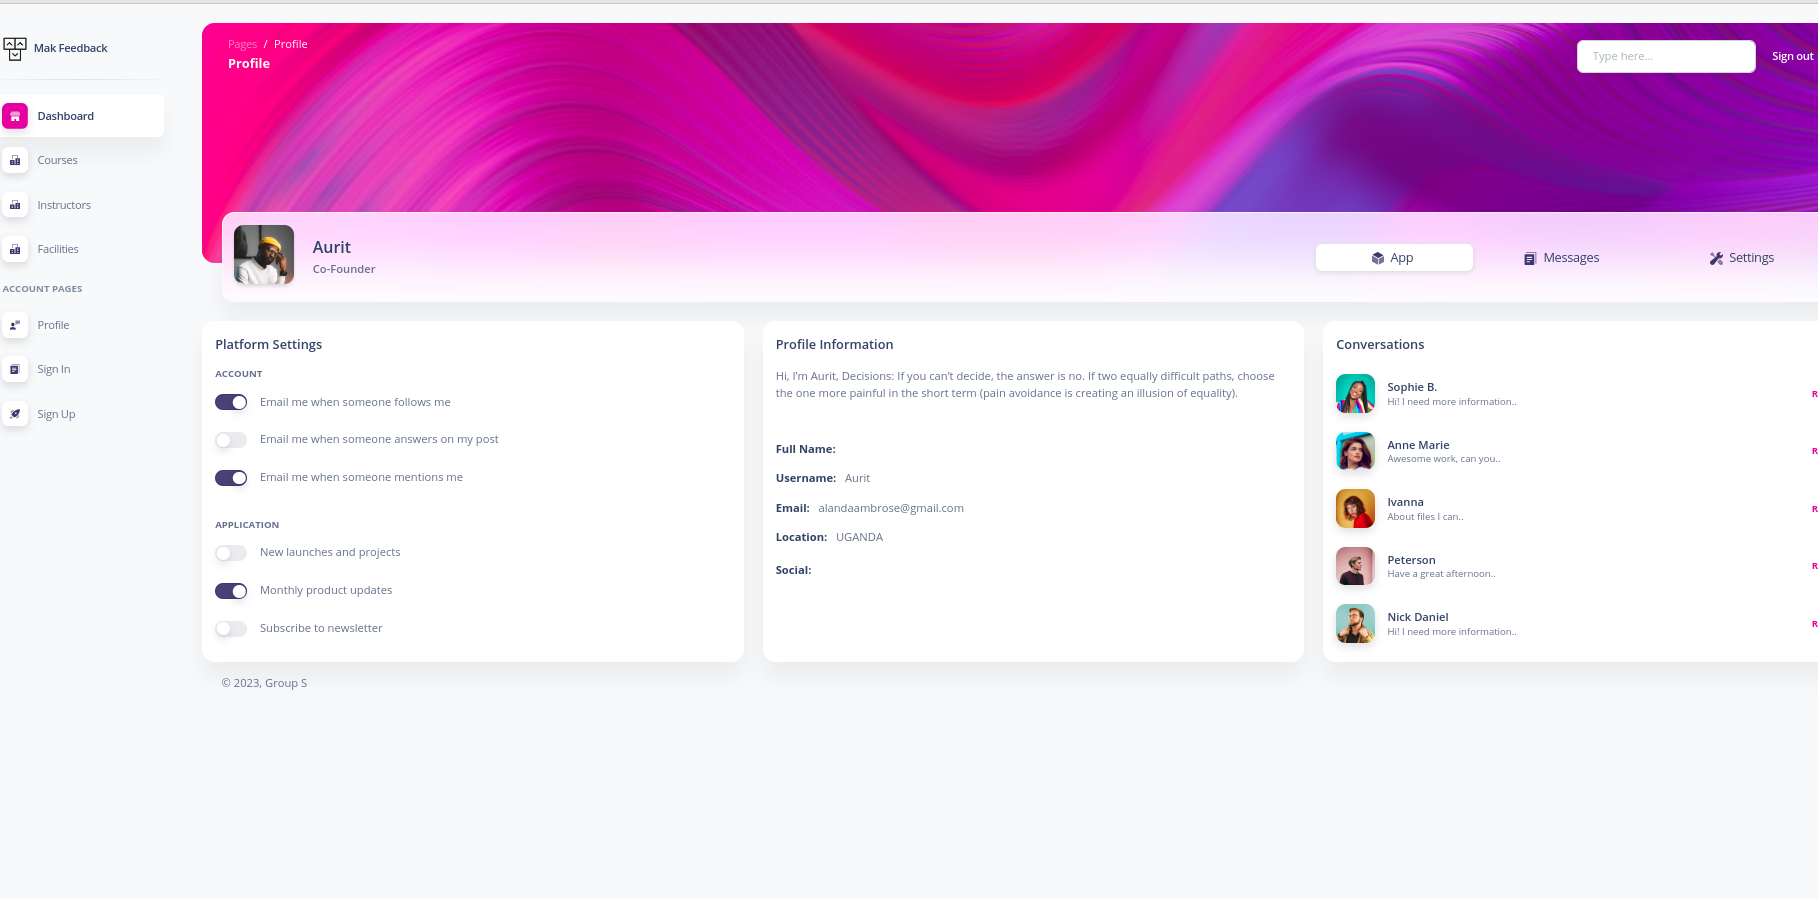 Mak Feedback
Dashboard
Courses
Instructors
Facilities
ACCOUNT PAGES
Profile
Sign In
Sign Up
Pages / Profile
Profile
Type here...
Sign out
Aurit
Co-Founder
App
Messages
Settings
Platform Settings
ACCOUNT
Email me when someone follows me
Email me when someone answers on my post
Email me when someone mentions me
APPLICATION
New launches and projects
Monthly product updates
Subscribe to newsletter
Profile Information
Hi, I'm Aurit, Decisions: If you can't decide, the answer is no. If two equally difficult paths, choose
the one more painful in the short term (pain avoidance is creating an illusion of equality).
Full Name:
Username: Aurit
Email: alandaambrose@gmail.com
Location: UGANDA
Social:
Conversations
Sophie B.
Hi! I need more information..
R
Anne Marie
Awesome work, can you..
R
Ivanna
About files I can..
R
Peterson
Have a great afternoon..
R
Nick Daniel
Hi! I need more information..
R
© 2023, Group S